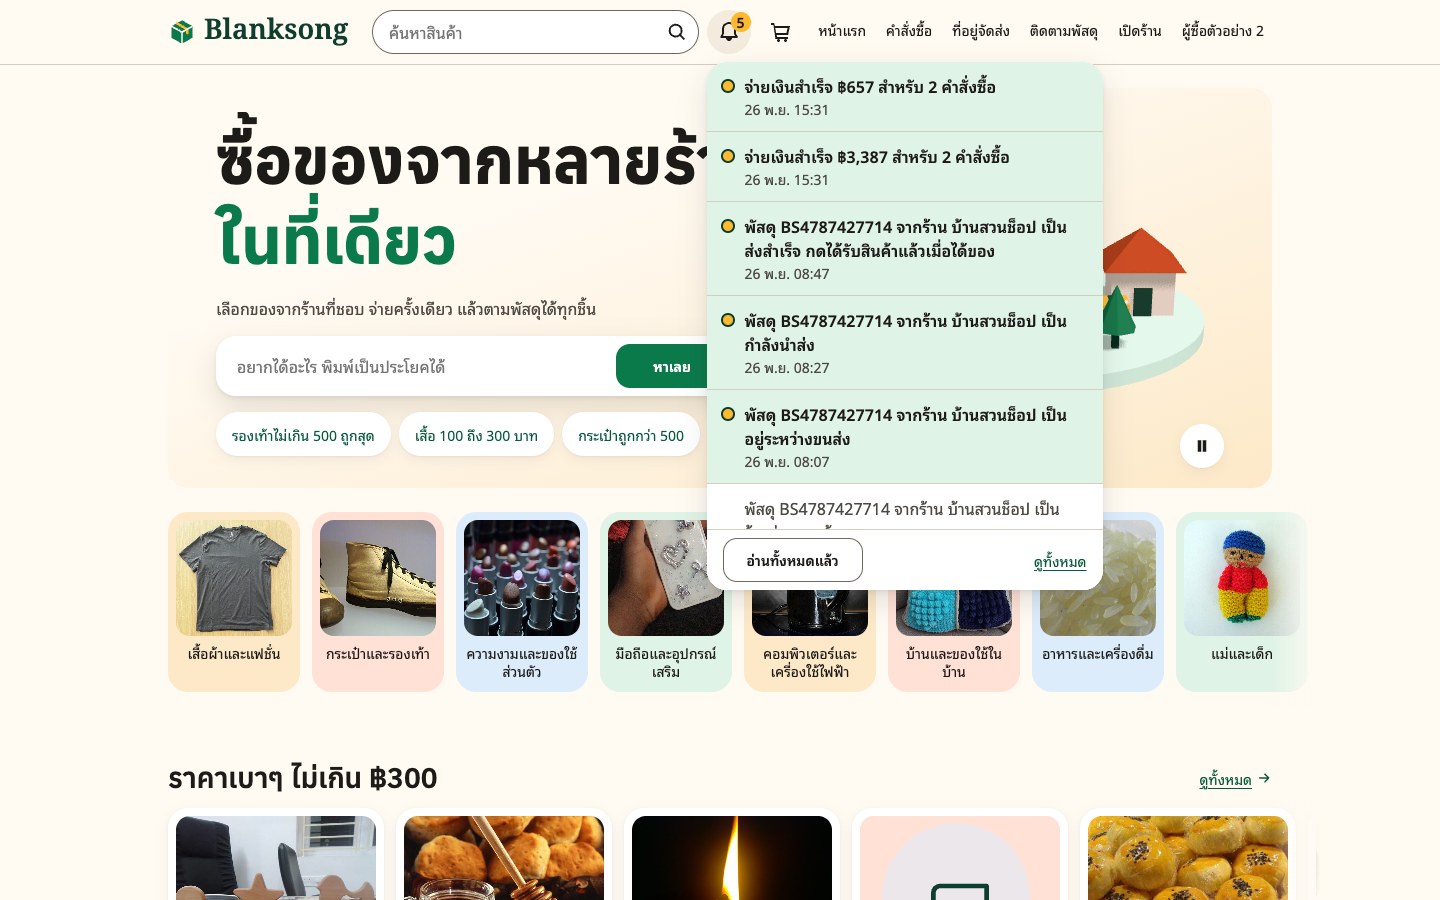 Blanksong
ค้นหาสินค้า
5
หน้าแรก
คำสั่งซื้อ
ที่อยู่จัดส่ง
ติดตามพัสดุ
เปิดร้าน
ผู้ซื้อตัวอย่าง 2
ซื้อของจากหลายร้า
ในที่เดียว
เลือกของจากร้านที่ชอบ จ่ายครั้งเดียว แล้วตามพัสดุได้ทุกชิ้น
อยากได้อะไร พิมพ์เป็นประโยคได้
หาเลย
รองเท้าไม่เกิน 500 ถูกสุด
เสื้อ 100 ถึง 300 บาท
กระเป๋าถูกกว่า 500
จ่ายเงินสำเร็จ ฿657 สำหรับ 2 คำสั่งซื้อ
26 พ.ย. 15:31
จ่ายเงินสำเร็จ ฿3,387 สำหรับ 2 คำสั่งซื้อ
26 พ.ย. 15:31
พัสดุ BS4787427714 จากร้าน บ้านสวนช็อป เป็น
ส่งสำเร็จ กดได้รับสินค้าแล้วเมื่อได้ของ
26 พ.ย. 08:47
พัสดุ BS4787427714 จากร้าน บ้านสวนช็อป เป็น
กำลังนำส่ง
26 พ.ย. 08:27
พัสดุ BS4787427714 จากร้าน บ้านสวนช็อป เป็น
อยู่ระหว่างขนส่ง
26 พ.ย. 08:07
พัสดุ BS4787427714 จากร้าน บ้านสวนช็อป เป็น
อ่านทั้งหมดแล้ว
ดูทั้งหมด
เสื้อผ้าและแฟชั่น
กระเป๋าและรองเท้า
ความงามและของใช้
ส่วนตัว
มือถือและอุปกรณ์
เสริม
คอมพิวเตอร์และ
เครื่องใช้ไฟฟ้า
บ้านและของใช้ใน
บ้าน
อาหารและเครื่องดื่ม
แม่และเด็ก
ราคาเบาๆ ไม่เกิน ฿300
ดูทั้งหมด